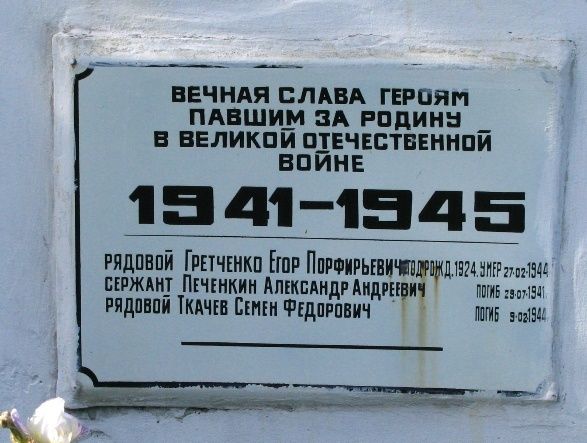 ВЕЧНАЯ СЛАВА ГЕРОЯМ
ПАВШИМ ЗА РОДИНУ
В ВЕЛИКОЙ ОТЕЧЕСТВЕННОЙ
ВОЙНЕ
1941-1945
РЯДОВОЙ ГРЕТЧЕНКО ЕГОР ПОРФИРЬЕВИЧ ГОД РОЖД. 1924. УМЕР 27-02-1944
СЕРЖАНТ ПЕЧЕНКИН АЛЕКСАНДР АНДРЕЕВИЧ ПОГИБ 29-07-1941.
РЯДОВОЙ ТКАЧЕВ СЕМЕН ФЕДОРОВИЧ ПОГИБ 9-02-1944